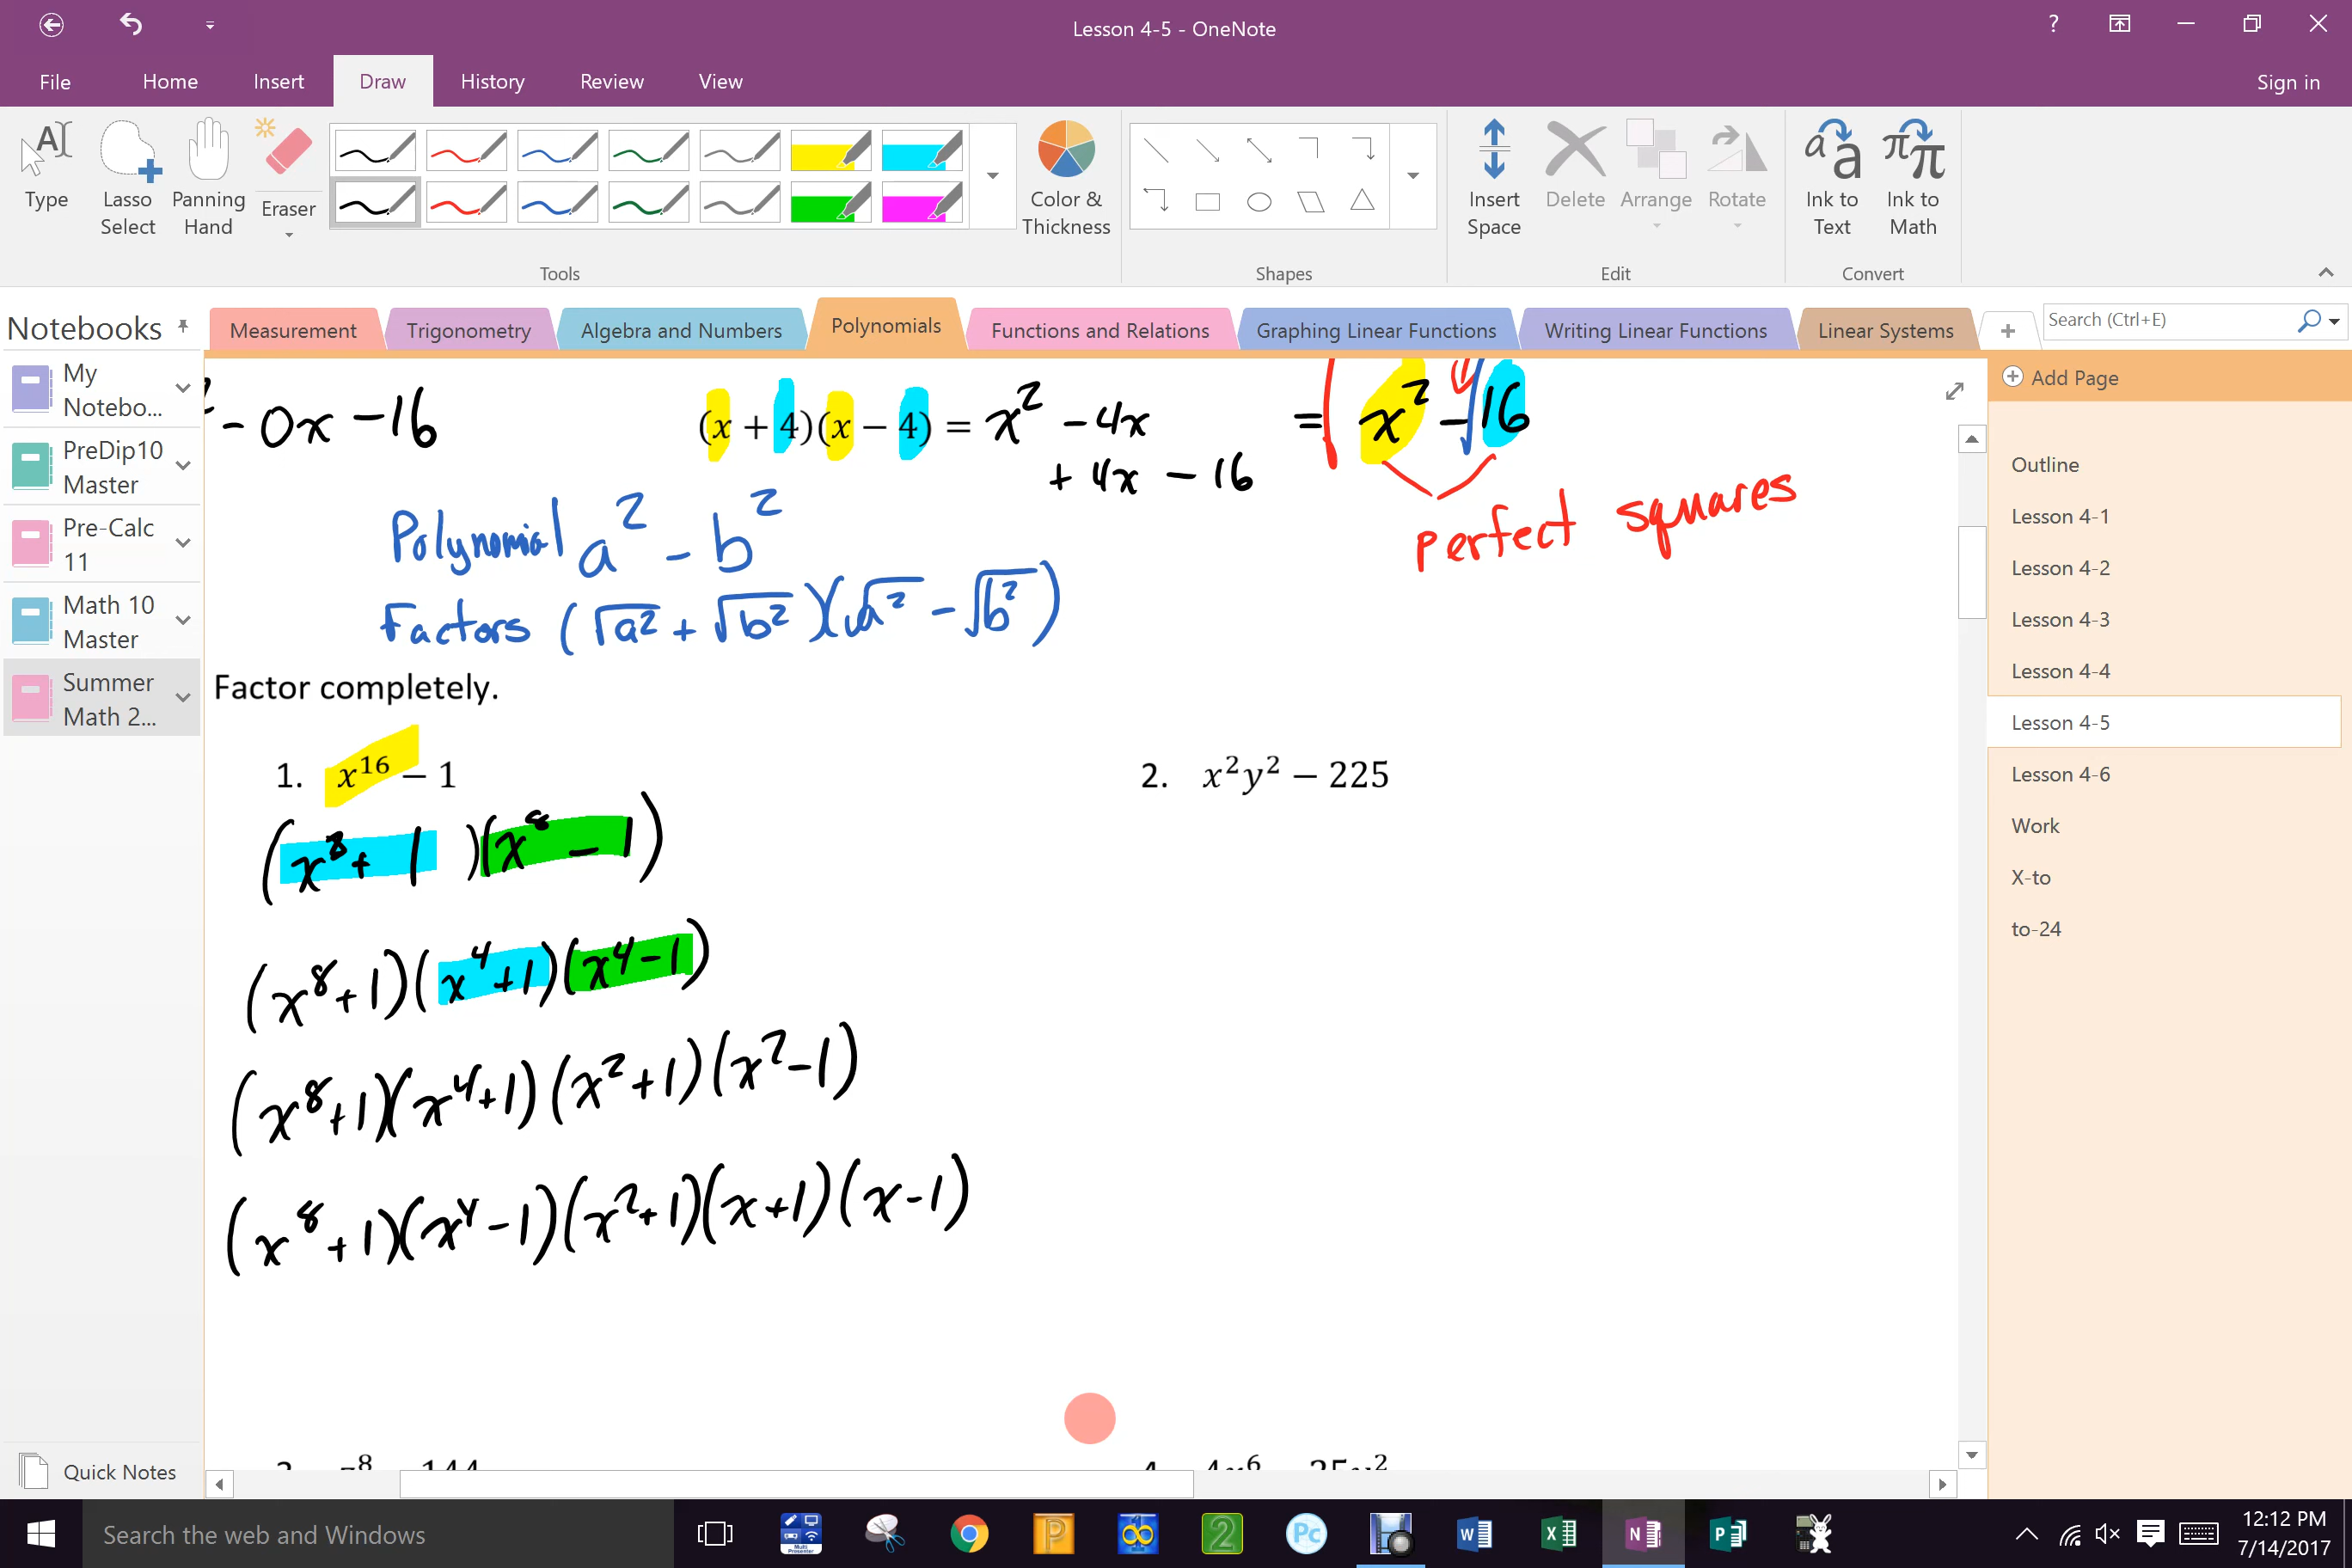 Lesson 4-5 - OneNote
?
File Home Insert Draw History Review View Sign in
Type
Lasso Select
Panning Hand
Eraser
Color & Thickness
Insert Space
Delete
Arrange
Rotate
Ink to Text
Ink to Math
Tools Shapes Edit Convert
Notebooks
Measurement Trigonometry Algebra and Numbers Polynomials Functions and Relations Graphing Linear Functions Writing Linear Functions Linear Systems +
Search (Ctrl+E)
My Notebo...
PreDip10 Master
Pre-Calc 11
Math 10 Master
Summer Math 2...
Quick Notes
Add Page
Outline
Lesson 4-1
Lesson 4-2
Lesson 4-3
Lesson 4-4
Lesson 4-5
Lesson 4-6
Work
X-to
to-24
- 0x - 16
(x + 4)(x − 4) = x² - 4x = x² - 16
+ 4x - 16
perfect squares
Polynomial a² - b²
Factors (√a² + √b²)(√a² - √b²)
Factor completely.
1. x¹⁶ − 1
(x⁸ + 1)(x⁸ - 1)
(x⁸+1)(x⁴+1)(x⁴-1)
(x⁸+1)(x⁴+1)(x²+1)(x²-1)
(x⁸+1)(x⁴-1)(x²+1)(x+1)(x-1)
2. x²y² − 225
Search the web and Windows
12:12 PM
7/14/2017